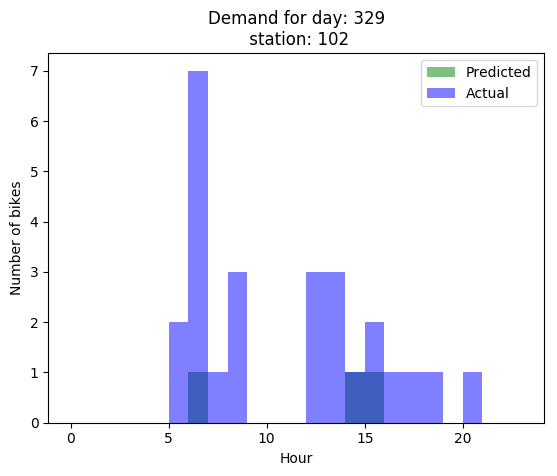 Demand for day: 329
station: 102
Predicted
Actual
Number of bikes
7
6
5
4
3
2
1
0
0 5 10 15 20
Hour